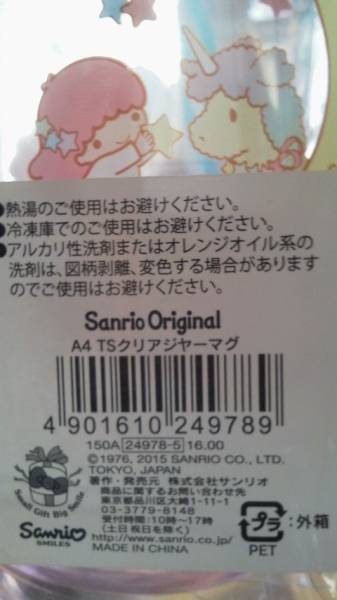 ●熱湯のご使用はお避けください。
●冷凍庫でのご使用はお避けください。
●アルカリ性洗剤またはオレンジオイル系の
洗剤は、図柄剥離、変色する場合があります
のでご使用はお避けください。
Sanrio Original
A4 TSクリアジャーマグ
4 901610 249789
150A 24978-5 16.00
©1976, 2015 SANRIO CO., LTD.
TOKYO, JAPAN
著作・発売元 株式会社サンリオ
商品に関するお問い合わせ先
東京都品川区大崎1-11-1
03-3779-8148
受付時間:10時〜17時
(土日祝日を除く)
http://www.sanrio.co.jp/
MADE IN CHINA
Small Gift Big Smile
Sanrio
SMILES
プラ
:外箱
PET